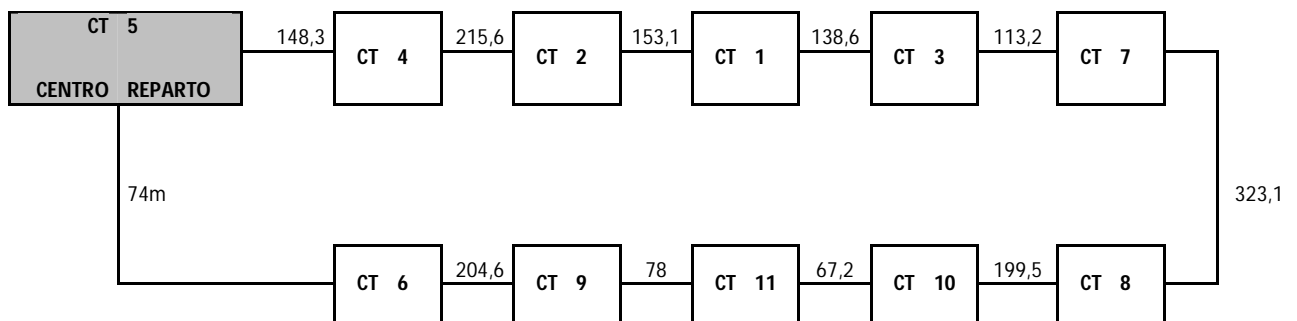 CT 5
CENTRO REPARTO
148,3
CT 4
215,6
CT 2
153,1
CT 1
138,6
CT 3
113,2
CT 7
74m
323,1
CT 6
204,6
CT 9
78
CT 11
67,2
CT 10
199,5
CT 8